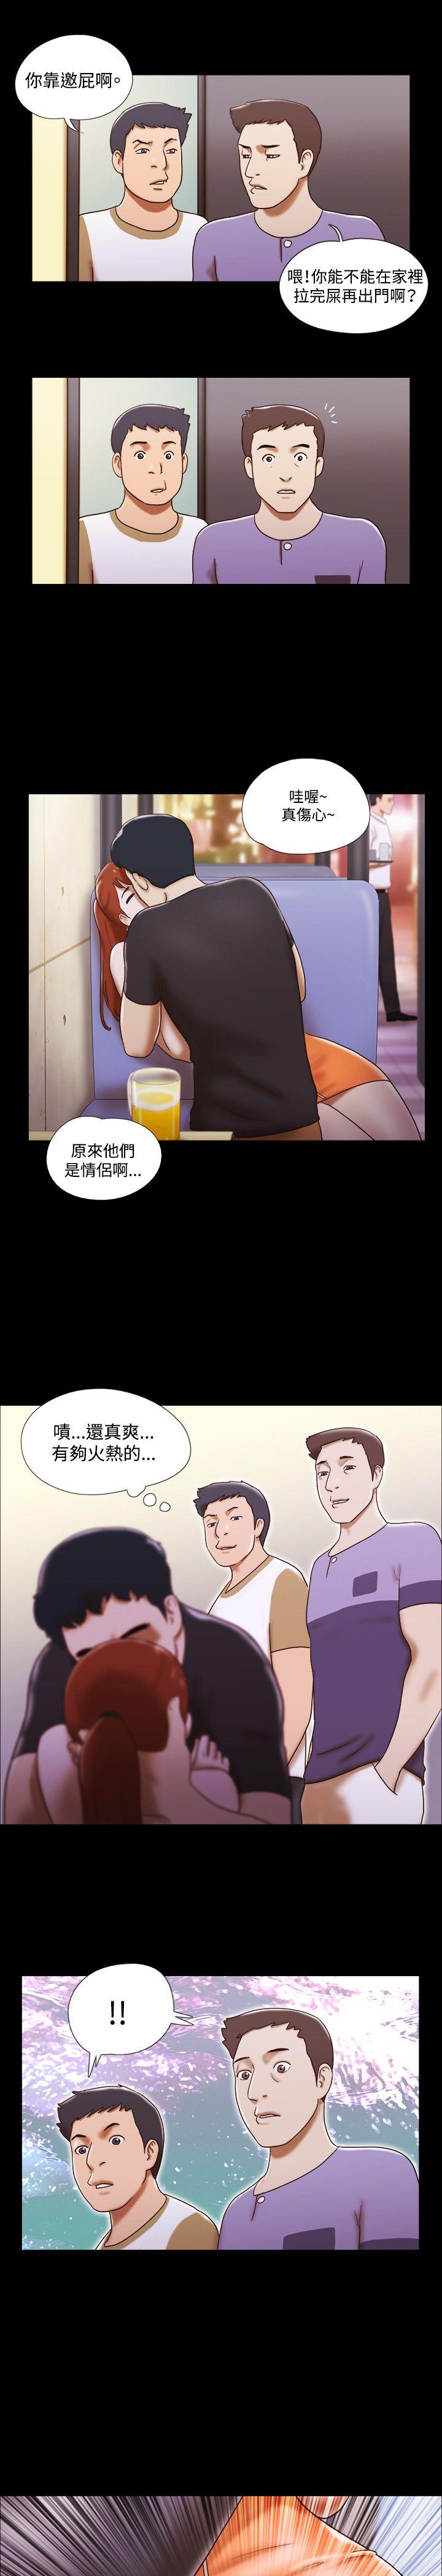 你靠邀屁啊。
喂!你能不能在家裡
拉完屎再出門啊?
哇喔~
真傷心~
原來他們
是情侶啊...
嘖...還真爽...
有夠火熱的...
!!